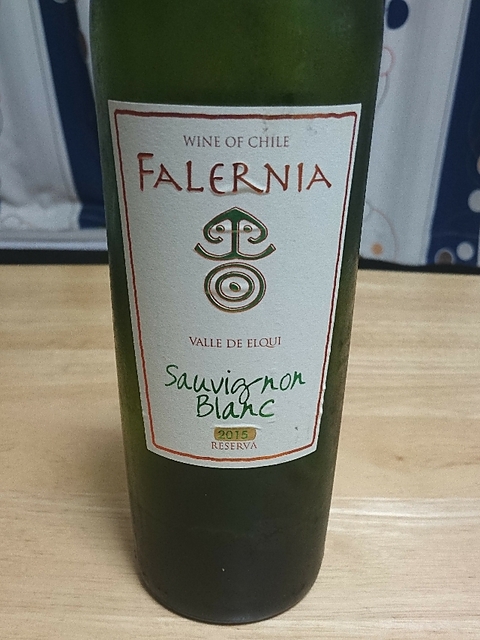 WINE OF CHILE
FALERNIA
VALLE DE ELQUI
Sauvignon
Blanc
2015
RESERVA